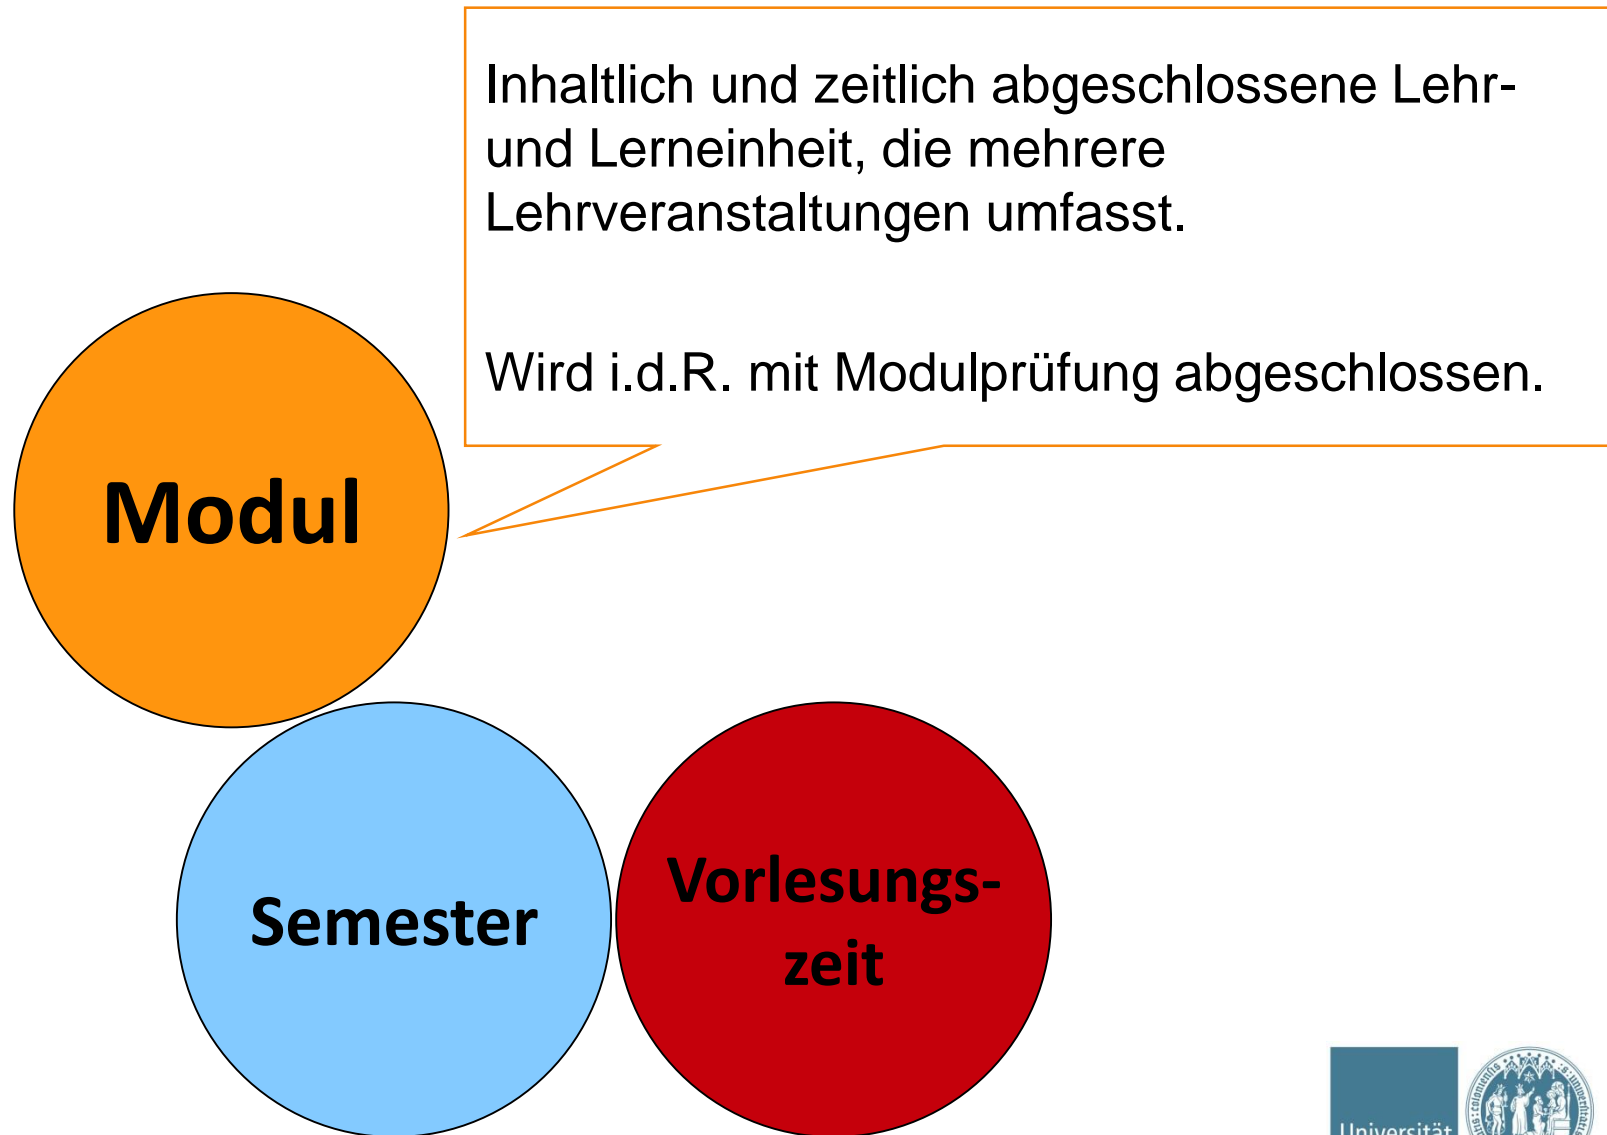 Inhaltlich und zeitlich abgeschlossene Lehr-
und Lerneinheit, die mehrere
Lehrveranstaltungen umfasst.
Wird i.d.R. mit Modulprüfung abgeschlossen.
Modul
Semester
Vorlesungs-
zeit
Universität